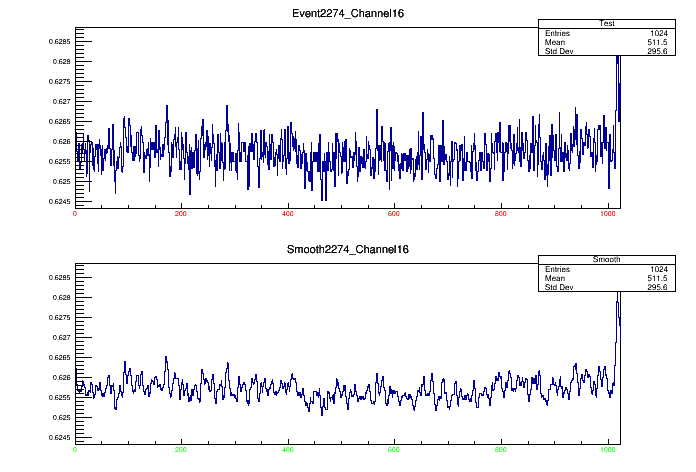 Event2274_Channel16
Test
Entries 1024
Mean 511.5
Std Dev 295.6
0.6285
0.628
0.6275
0.627
0.6265
0.626
0.6255
0.625
0.6245
0 200 400 600 800 1000
Smooth2274_Channel16
Smooth
Entries 1024
Mean 511.5
Std Dev 295.6
0.6285
0.628
0.6275
0.627
0.6265
0.626
0.6255
0.625
0.6245
0 200 400 600 800 1000